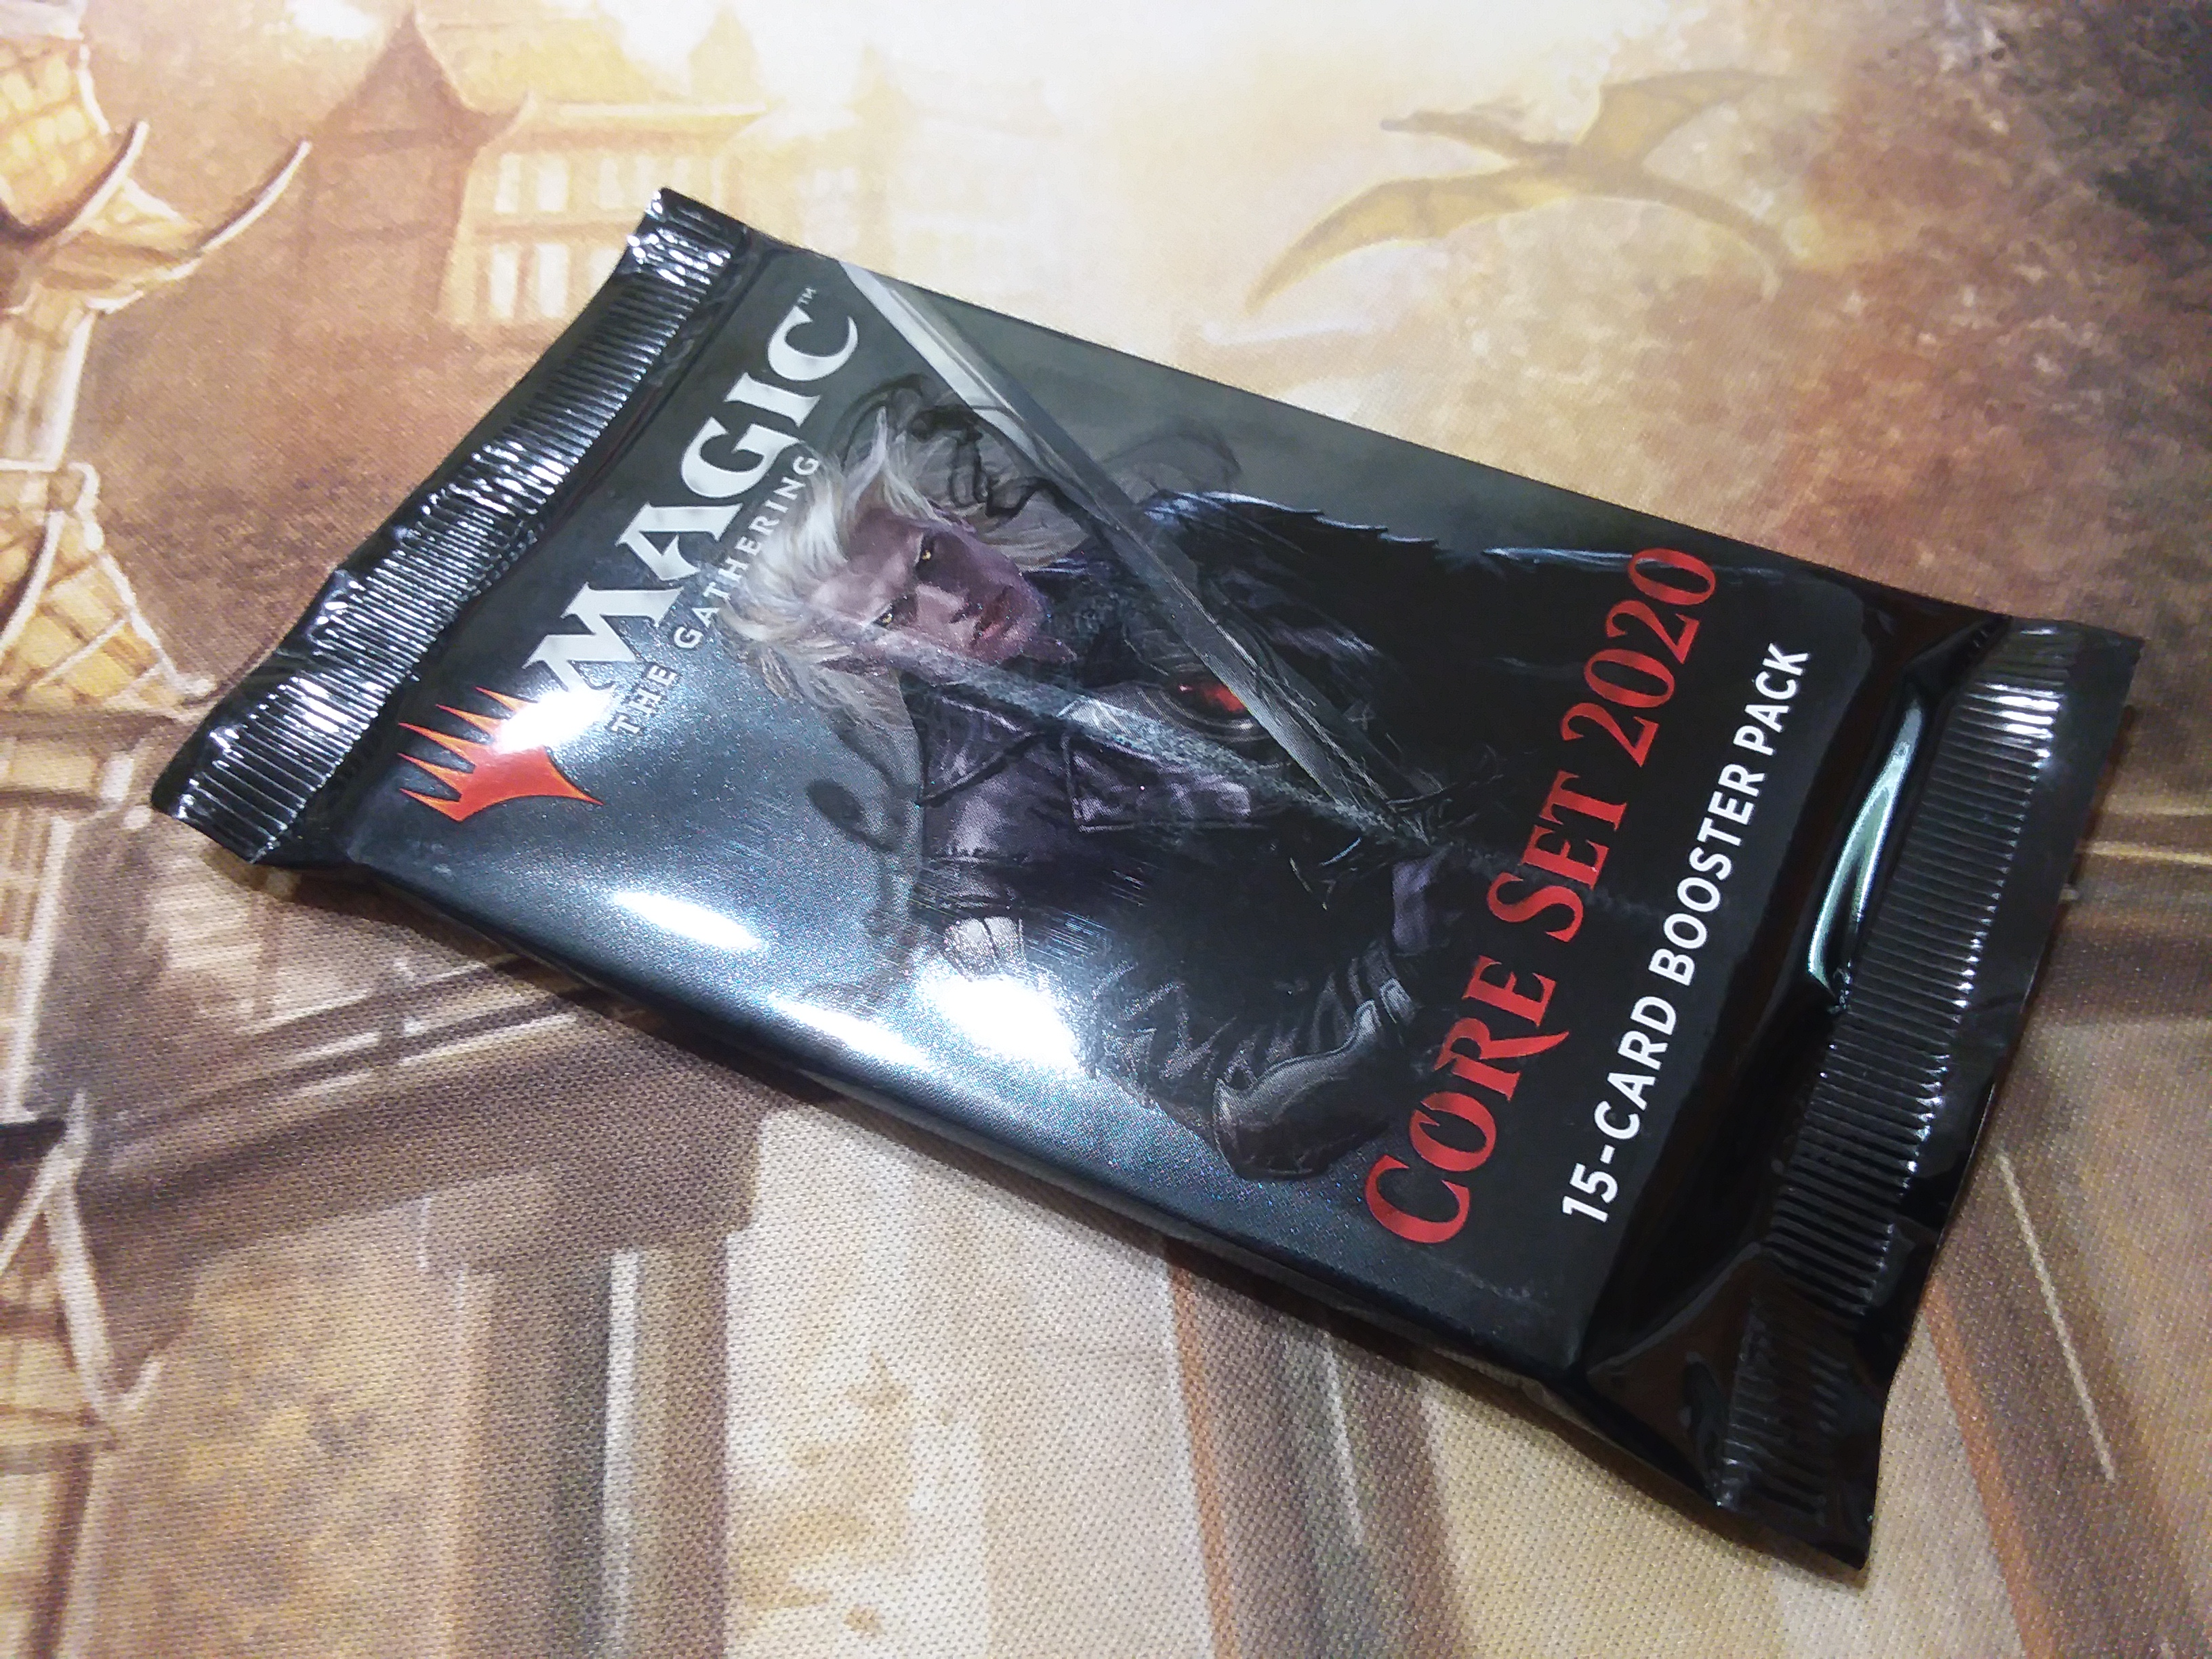 MAGIC™
THE GATHERING
CORE SET 2020
15-CARD BOOSTER PACK